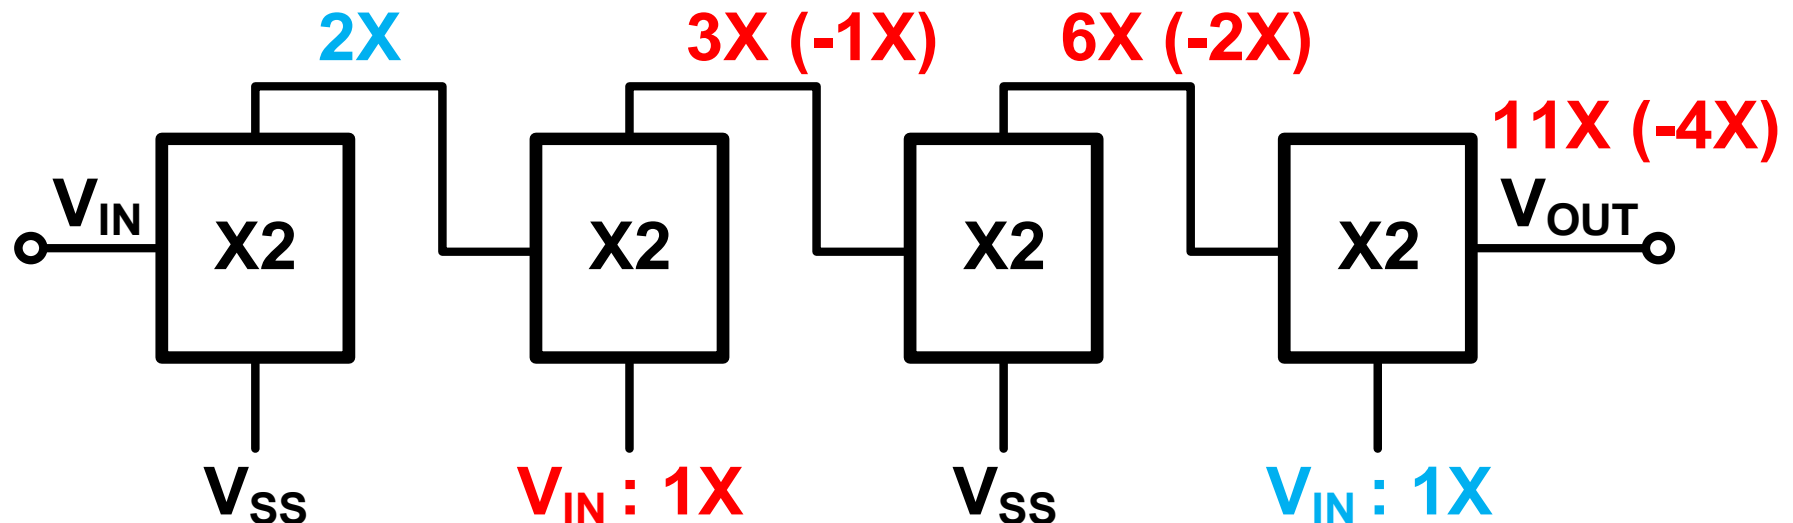 2X 3X (-1X) 6X (-2X)
11X (-4X)
VIN X2 X2 X2 X2 VOUT
VSS VIN : 1X VSS VIN : 1X